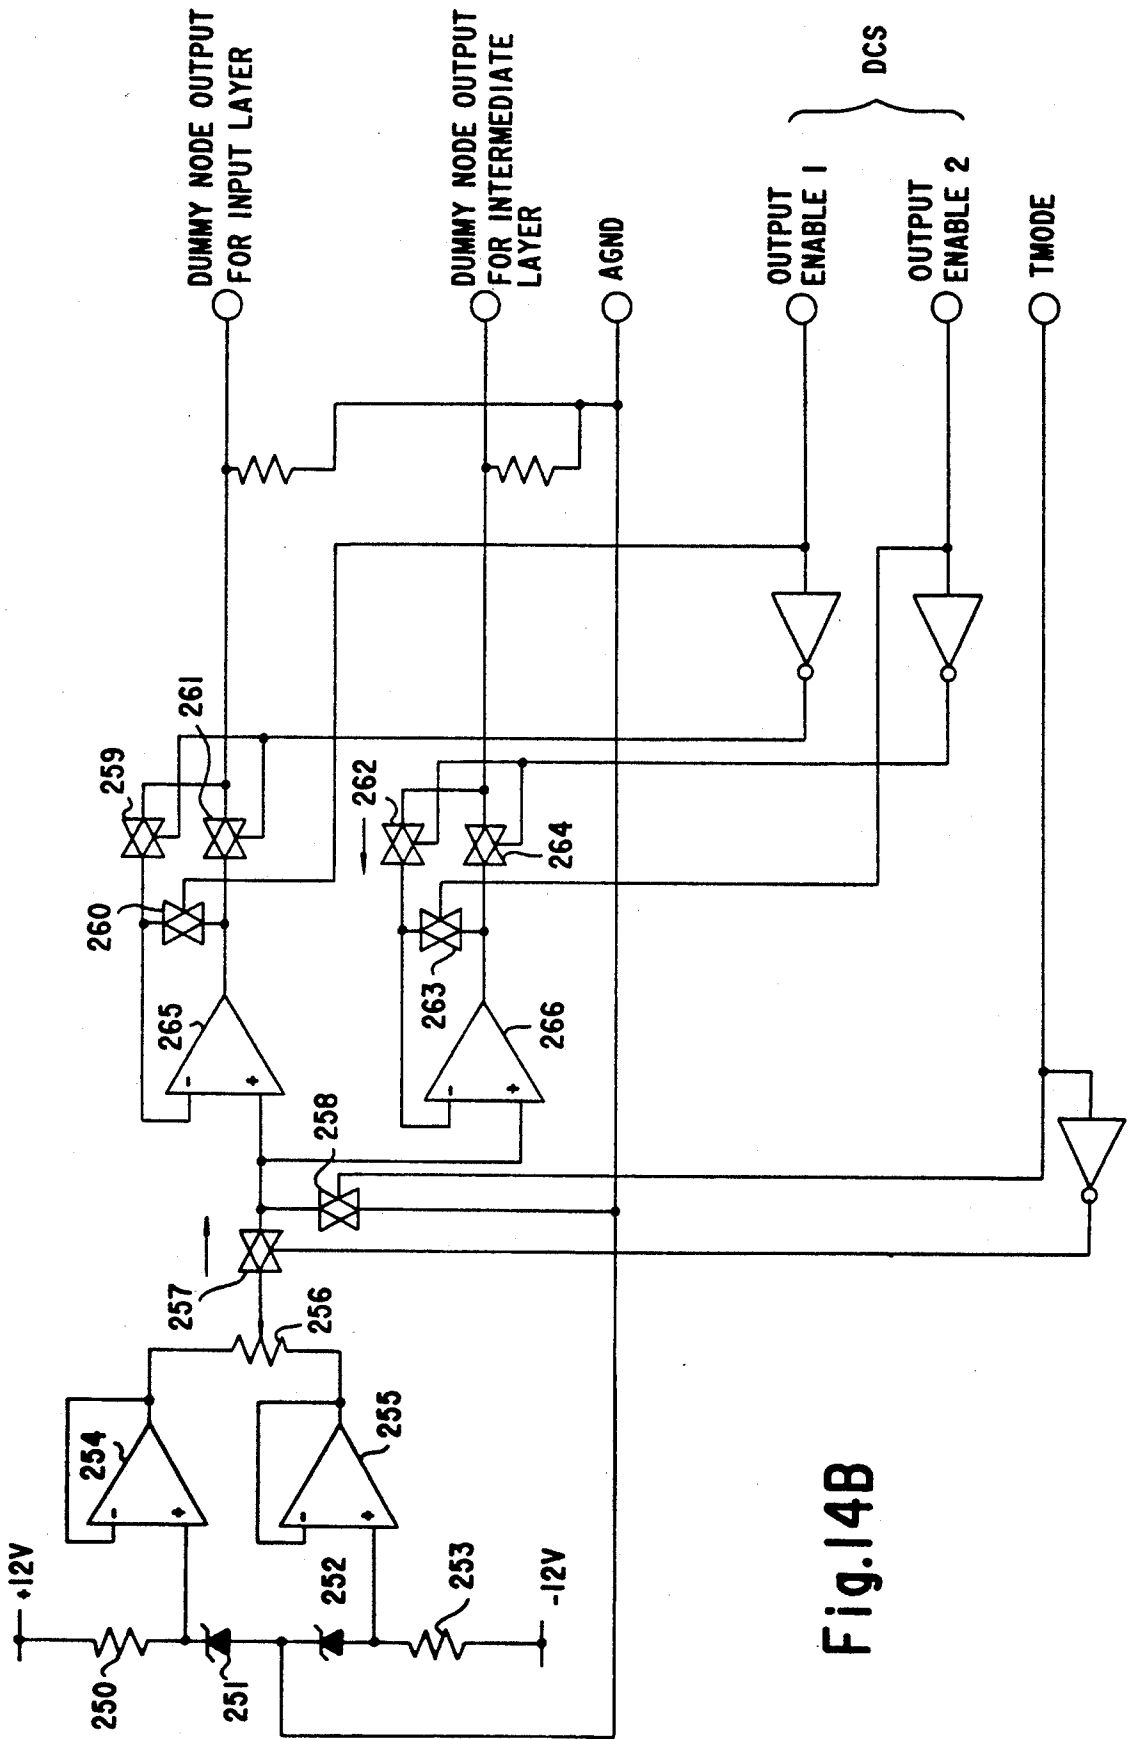 +12V
250
251
252
253
-12V
254
-
+
255
-
+
256
257
258
265
-
+
266
-
+
260
259
261
263
262
264
DUMMY NODE OUTPUT
FOR INPUT LAYER
DUMMY NODE OUTPUT
FOR INTERMEDIATE
LAYER
AGND
OUTPUT
ENABLE 1
OUTPUT
ENABLE 2
DCS
TMODE
Fig.14B